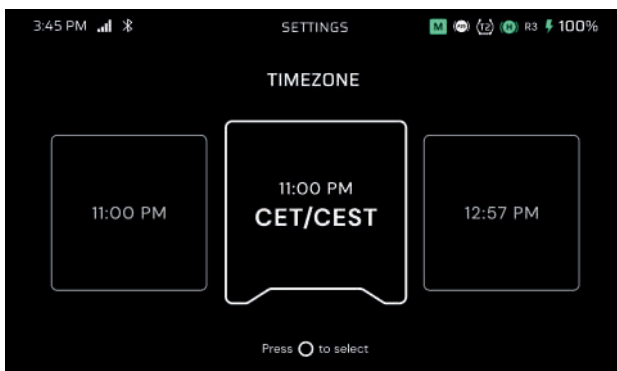 3:45 PM SETTINGS M T2 H R3 100%
TIMEZONE
11:00 PM
11:00 PM
CET/CEST
12:57 PM
Press to select